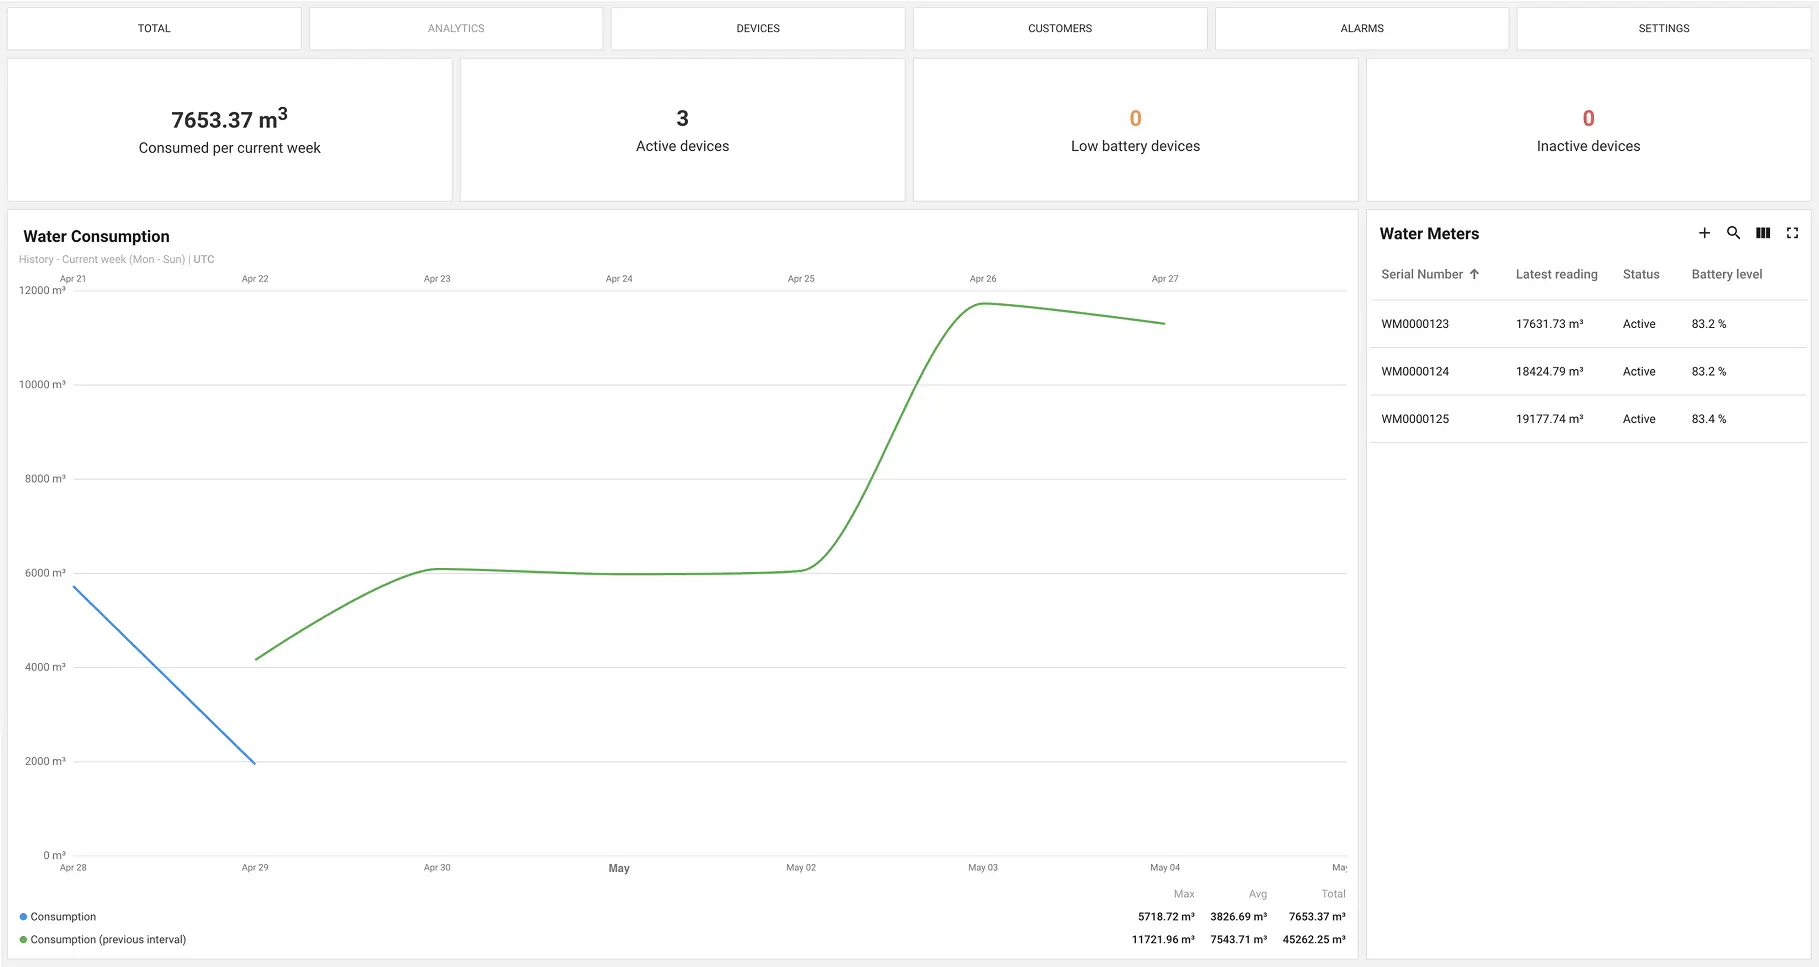 TOTAL ANALYTICS DEVICES CUSTOMERS ALARMS SETTINGS
7653.37 m³
Consumed per current week
3
Active devices
0
Low battery devices
0
Inactive devices
Water Consumption
History - Current week (Mon - Sun) | UTC
Apr 21 Apr 22 Apr 23 Apr 24 Apr 25 Apr 26 Apr 27
12000 m³
10000 m³
8000 m³
6000 m³
4000 m³
2000 m³
0 m³
Apr 28 Apr 29 Apr 30 May May 02 May 03 May 04
Max Avg Total
Consumption 5718.72 m³ 3826.69 m³ 7653.37 m³
Consumption (previous interval) 11721.96 m³ 7543.71 m³ 45262.25 m³
Water Meters
Serial Number Latest reading Status Battery level
WM0000123 17631.73 m³ Active 83.2 %
WM0000124 18424.79 m³ Active 83.2 %
WM0000125 19177.74 m³ Active 83.4 %